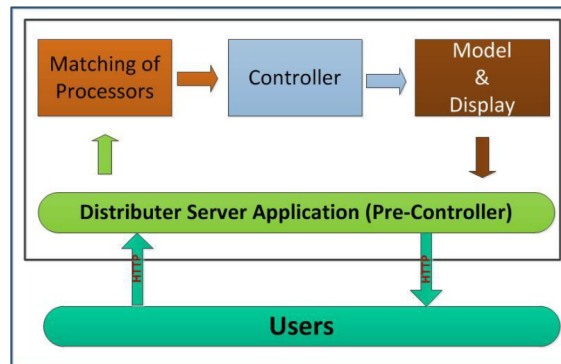 Matching of
Processors
Controller
Model
&
Display
Distributer Server Application (Pre-Controller)
HTTP
HTTP
Users